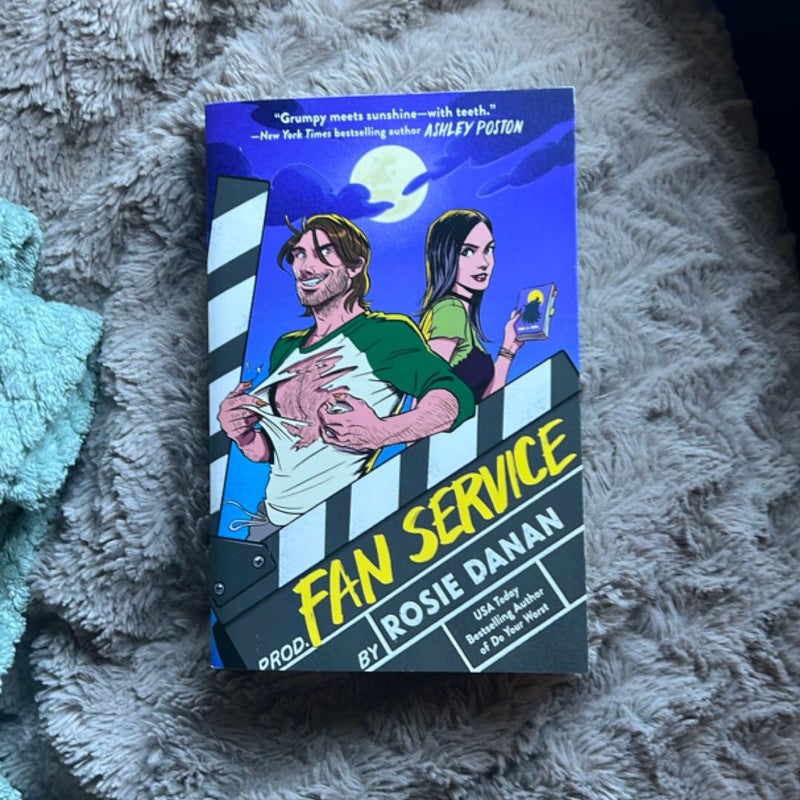 “Grumpy meets sunshine—with teeth.”
—New York Times bestselling author ASHLEY POSTON
FAN SERVICE
PROD.
BY ROSIE DANAN
USA Today
Bestselling Author
of Do Your Worst